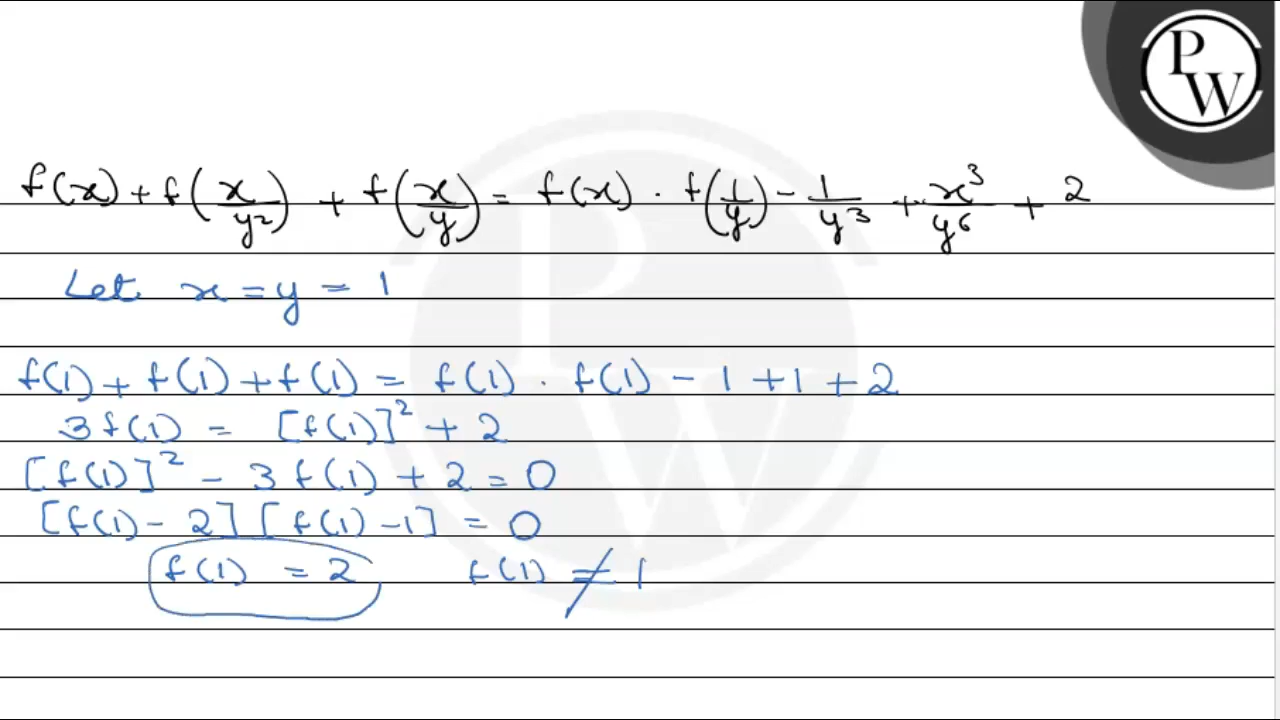 PW
f(x) + f(x/y²) + f(x/y) = f(x) · f(1/y) - 1/y³ + x³/y⁶ + 2
Let x = y = 1
f(1) + f(1) + f(1) = f(1) · f(1) - 1 + 1 + 2
3f(1) = [f(1)]² + 2
[f(1)]² - 3f(1) + 2 = 0
[f(1) - 2][f(1) - 1] = 0
f(1) = 2 f(1) ≠ 1